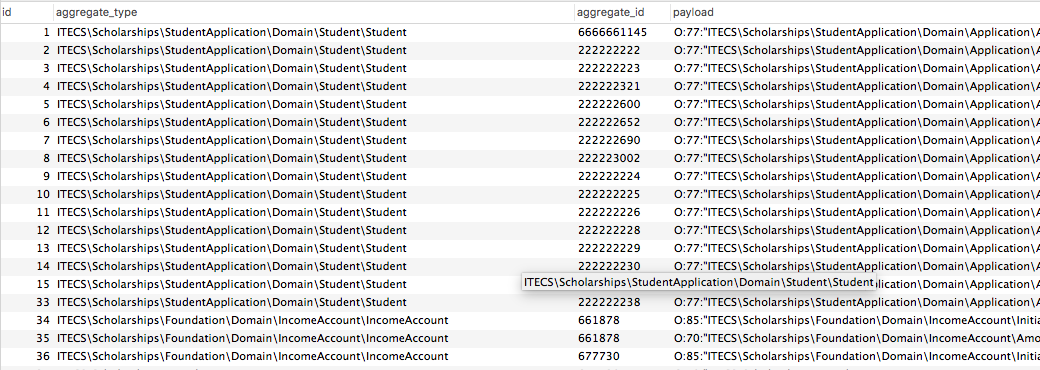 id aggregate_type aggregate_id payload
1 ITECS\Scholarships\StudentApplication\Domain\Student\Student 6666661145 O:77:"ITECS\Scholarships\StudentApplication\Domain\Application\A
2 ITECS\Scholarships\StudentApplication\Domain\Student\Student 222222222 O:77:"ITECS\Scholarships\StudentApplication\Domain\Application\A
3 ITECS\Scholarships\StudentApplication\Domain\Student\Student 222222223 O:77:"ITECS\Scholarships\StudentApplication\Domain\Application\A
4 ITECS\Scholarships\StudentApplication\Domain\Student\Student 222222321 O:77:"ITECS\Scholarships\StudentApplication\Domain\Application\A
5 ITECS\Scholarships\StudentApplication\Domain\Student\Student 222222600 O:77:"ITECS\Scholarships\StudentApplication\Domain\Application\A
6 ITECS\Scholarships\StudentApplication\Domain\Student\Student 222222652 O:77:"ITECS\Scholarships\StudentApplication\Domain\Application\A
7 ITECS\Scholarships\StudentApplication\Domain\Student\Student 222222690 O:77:"ITECS\Scholarships\StudentApplication\Domain\Application\A
8 ITECS\Scholarships\StudentApplication\Domain\Student\Student 222223002 O:77:"ITECS\Scholarships\StudentApplication\Domain\Application\A
9 ITECS\Scholarships\StudentApplication\Domain\Student\Student 222222224 O:77:"ITECS\Scholarships\StudentApplication\Domain\Application\A
10 ITECS\Scholarships\StudentApplication\Domain\Student\Student 222222225 O:77:"ITECS\Scholarships\StudentApplication\Domain\Application\A
11 ITECS\Scholarships\StudentApplication\Domain\Student\Student 222222226 O:77:"ITECS\Scholarships\StudentApplication\Domain\Application\A
12 ITECS\Scholarships\StudentApplication\Domain\Student\Student 222222228 O:77:"ITECS\Scholarships\StudentApplication\Domain\Application\A
13 ITECS\Scholarships\StudentApplication\Domain\Student\Student 222222229 O:77:"ITECS\Scholarships\StudentApplication\Domain\Application\A
14 ITECS\Scholarships\StudentApplication\Domain\Student\Student 222222230 O:77:"ITECS\Scholarships\StudentApplication\Domain\Application\A
15 ITECS\Scholarships\StudentApplication\Domain\Student\Student ITECS\Scholarships\StudentApplication\Domain\Student\Student \Domain\Application\A
33 ITECS\Scholarships\StudentApplication\Domain\Student\Student 222222238 O:77:"ITECS\Scholarships\StudentApplication\Domain\Application\A
34 ITECS\Scholarships\Foundation\Domain\IncomeAccount\IncomeAccount 661878 O:85:"ITECS\Scholarships\Foundation\Domain\IncomeAccount\Initia
35 ITECS\Scholarships\Foundation\Domain\IncomeAccount\IncomeAccount 661878 O:70:"ITECS\Scholarships\Foundation\Domain\IncomeAccount\Amo
36 ITECS\Scholarships\Foundation\Domain\IncomeAccount\IncomeAccount 677730 O:85:"ITECS\Scholarships\Foundation\Domain\IncomeAccount\Initia